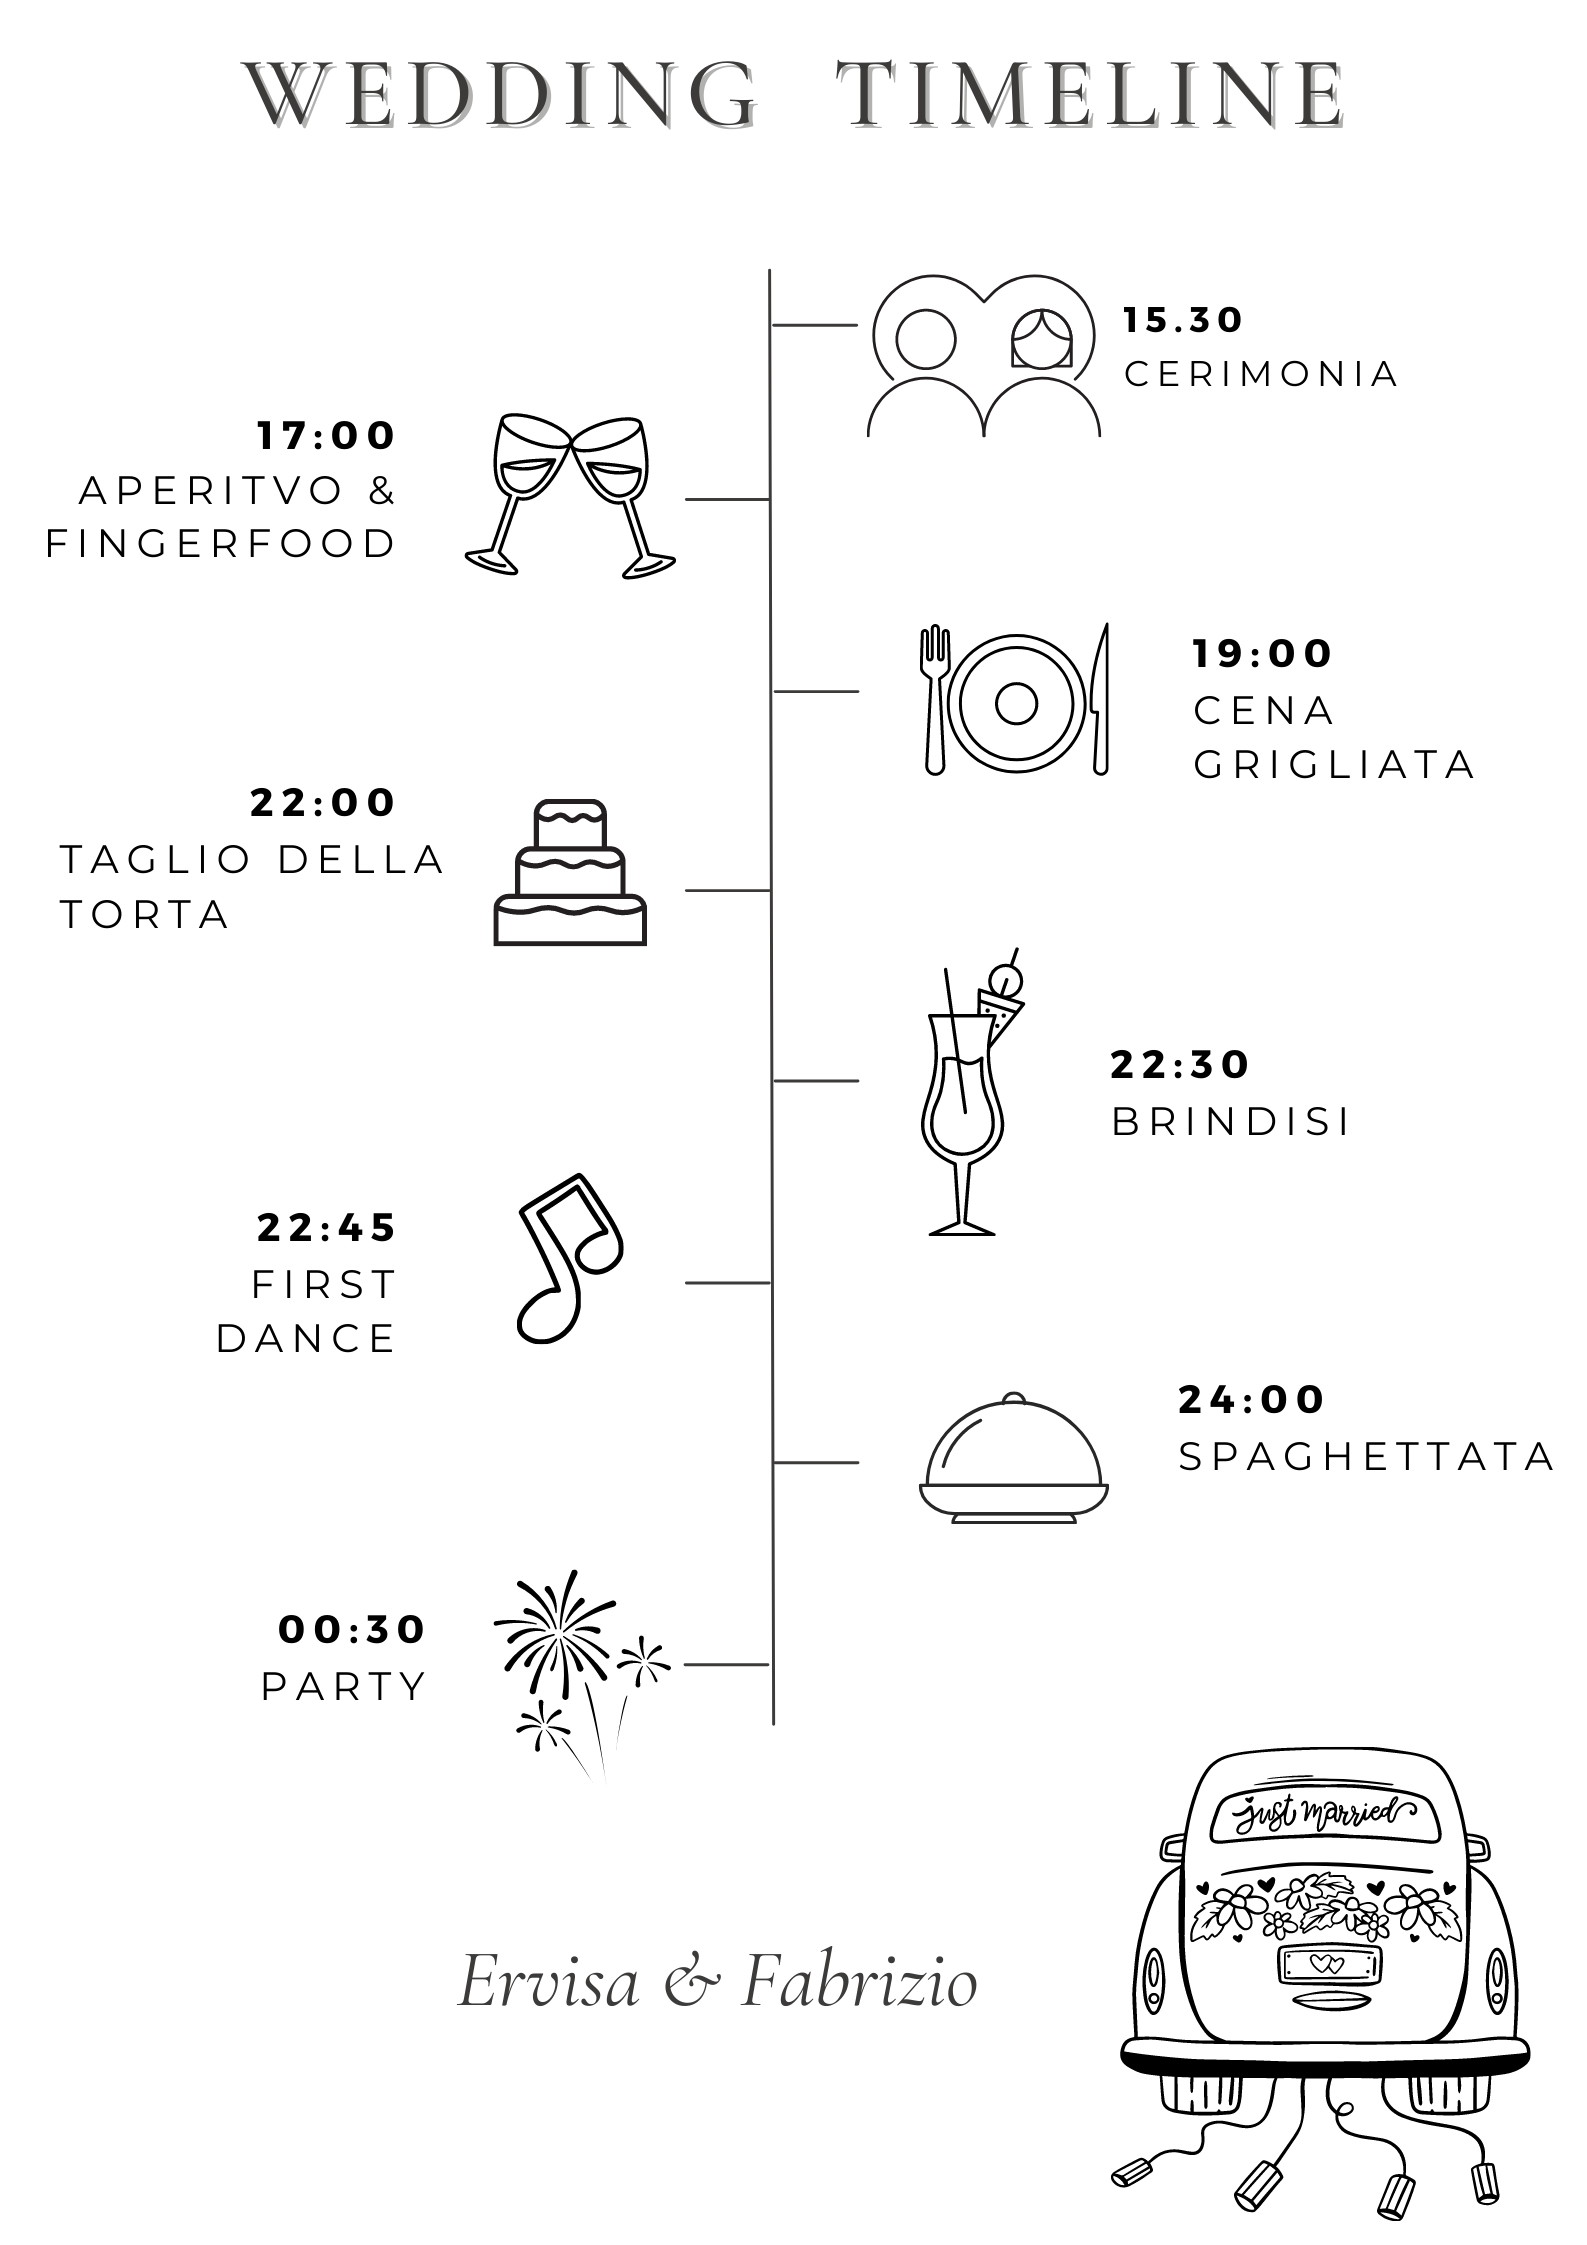 WEDDING TIMELINE
15.30
CERIMONIA
17:00
APERITVO &
FINGERFOOD
19:00
CENA
GRIGLIATA
22:00
TAGLIO DELLA
TORTA
22:30
BRINDISI
22:45
FIRST
DANCE
24:00
SPAGHETTATA
00:30
PARTY
just married
Ervisa & Fabrizio